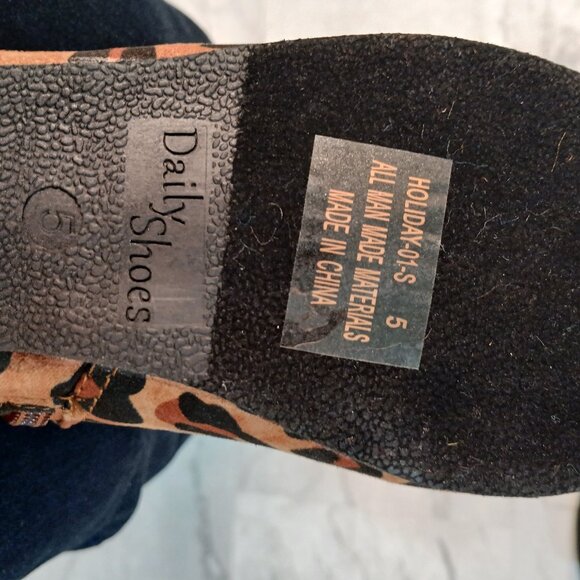 Daily
Shoes
5
HOLIDAY-01-S 5
ALL MAN MADE MATERIALS
MADE IN CHINA